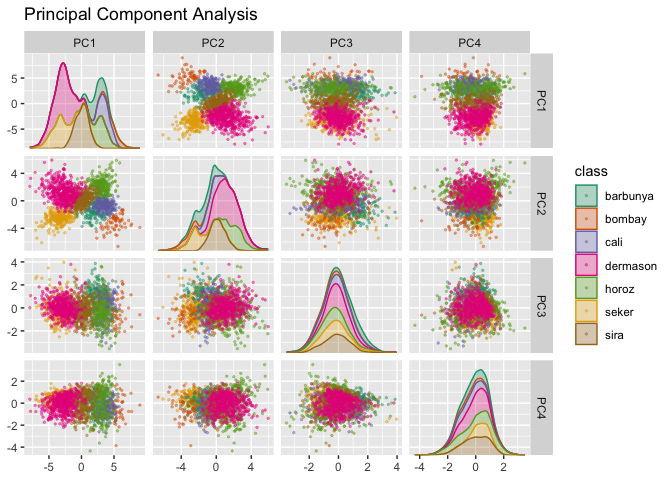 Principal Component Analysis
PC1 PC2 PC3 PC4
5
0
-5
PC1
4
2
0
-4
PC2
4
2
0
-2
PC3
2
0
-2
-4
PC4
-5 0 5 -4 0 4 -2 0 2 4 -4 -2 0 2
class
barbunya
bombay
cali
dermason
horoz
seker
sira